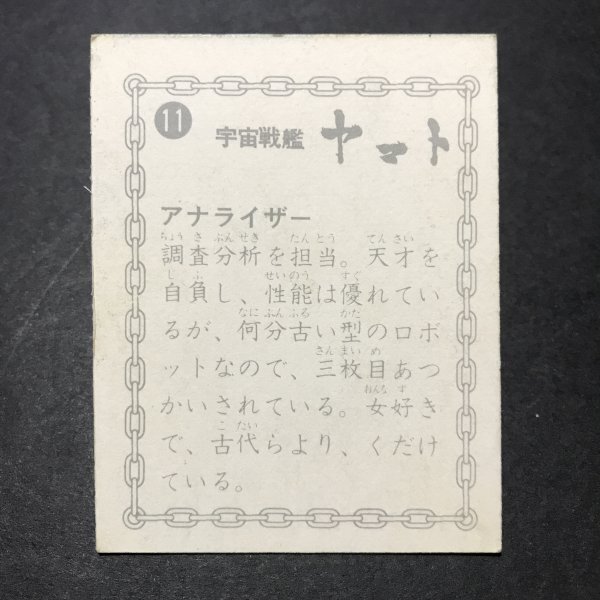 11 宇宙戦艦 ヤマト
アナライザー
調査分析を担当。天才を
自負し、性能は優れてい
るが、何分古い型のロボ
ットなので、三枚目あつ
かいされている。女好き
で、古代らより、くだけ
ている。